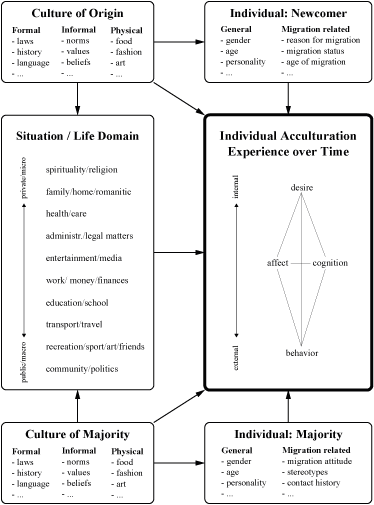 Culture of Origin
Formal Informal Physical
- laws - norms - food
- history - values - fashion
- language - beliefs - art
- ... - ... - ...
Individual: Newcomer
General Migration related
- gender - reason for migration
- age - migration status
- personality - age of migration
- ... - ...
Situation / Life Domain
private/micro
spirituality/religion
family/home/romanitic
health/care
administr./legal matters
entertainment/media
work/ money/finances
education/school
transport/travel
recreation/sport/art/friends
community/politics
public/macro
Individual Acculturation
Experience over Time
internal
desire
affect cognition
behavior
external
Culture of Majority
Formal Informal Physical
- laws - norms - food
- history - values - fashion
- language - beliefs - art
- ... - ... - ...
Individual: Majority
General Migration related
- gender - migration attitude
- age - stereotypes
- personality - contact history
- ... - ...